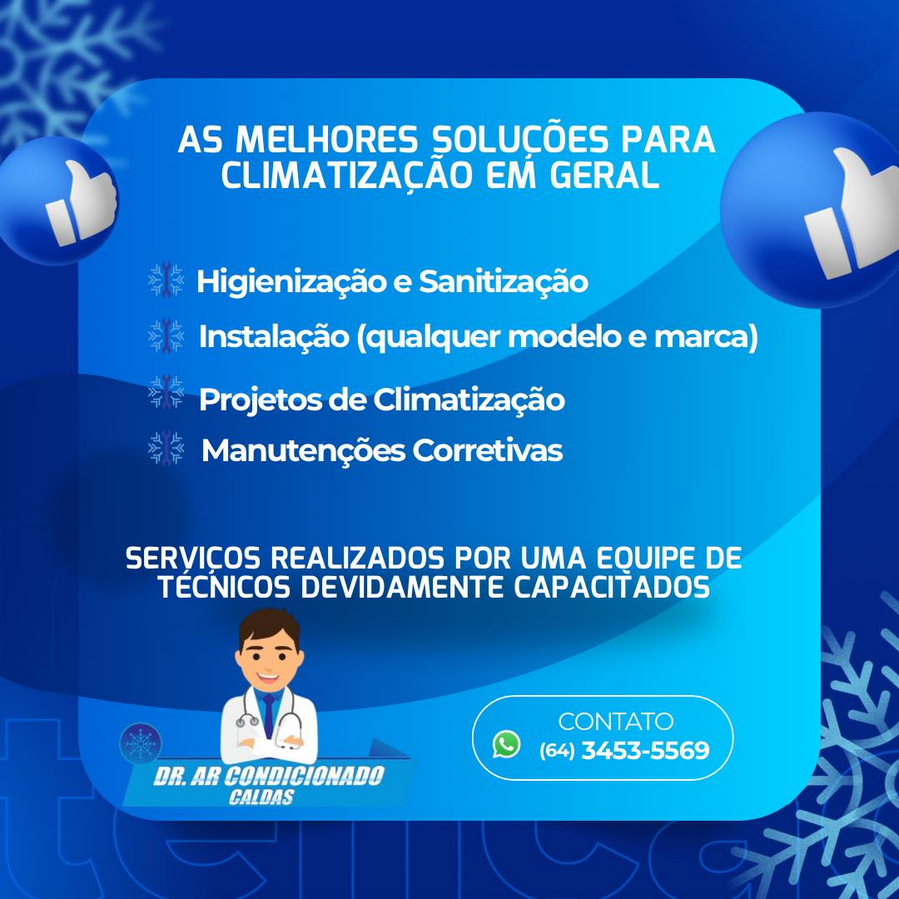 AS MELHORES SOLUÇÕES PARA
CLIMATIZAÇÃO EM GERAL
Higienização e Sanitização
Instalação (qualquer modelo e marca)
Projetos de Climatização
Manutenções Corretivas
SERVIÇOS REALIZADOS POR UMA EQUIPE DE
TÉCNICOS DEVIDAMENTE CAPACITADOS
DR. AR CONDICIONADO
CALDAS
CONTATO
(64) 3453-5569